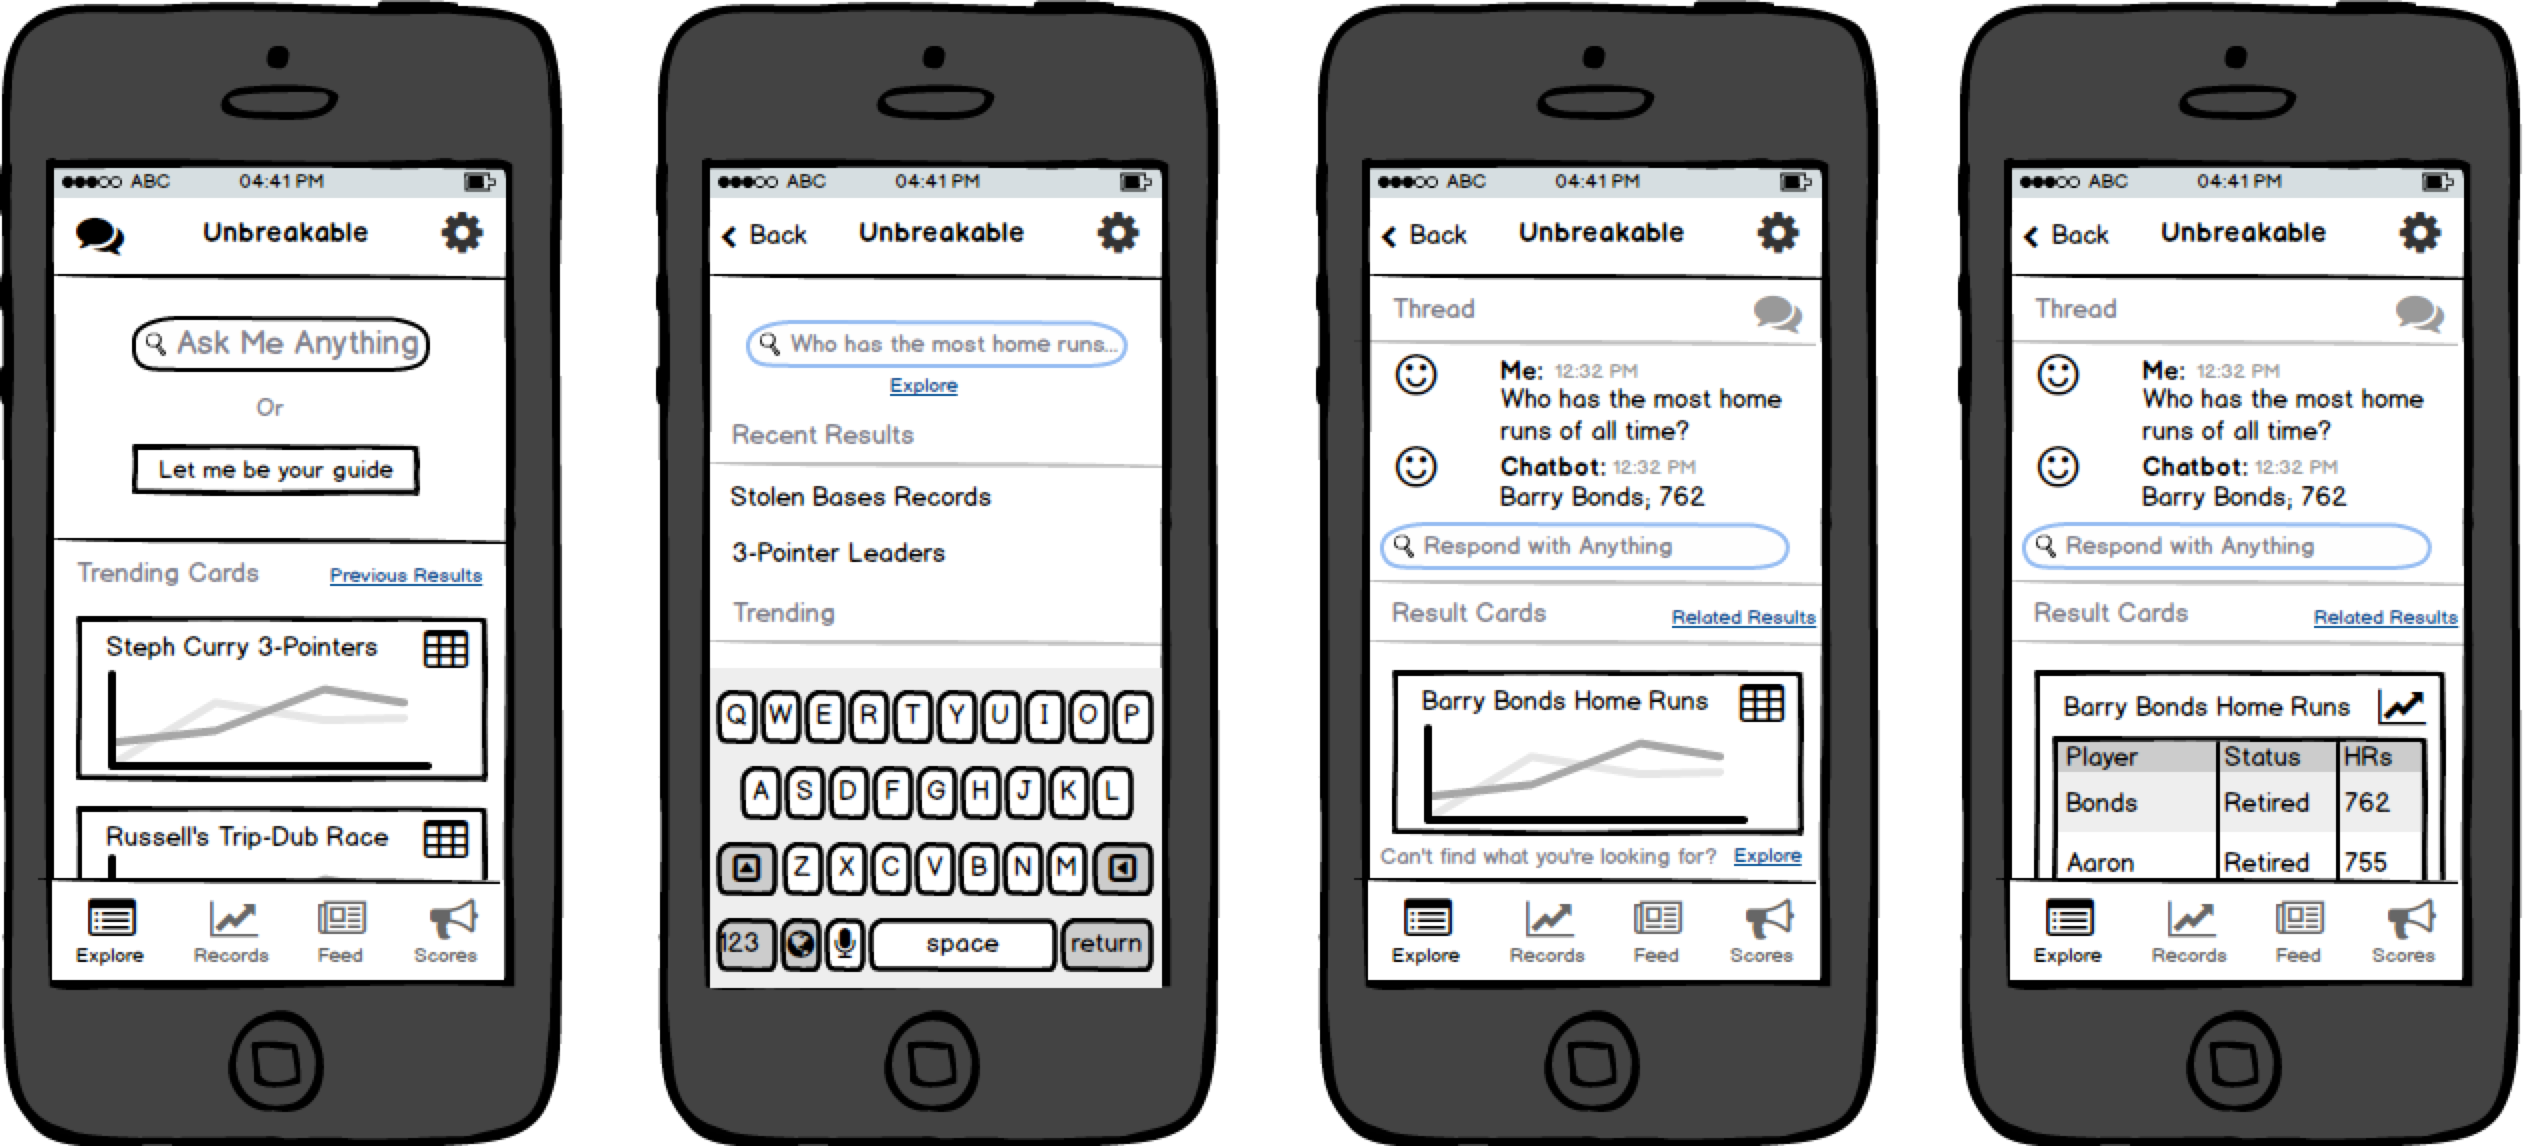 ABC 04:41 PM
Unbreakable
Ask Me Anything
Or
Let me be your guide
Trending Cards Previous Results
Steph Curry 3-Pointers
Russell's Trip-Dub Race
Explore Records Feed Scores
ABC 04:41 PM
Back Unbreakable
Who has the most home runs...
Explore
Recent Results
Stolen Bases Records
3-Pointer Leaders
Trending
Q W E R T Y U I O P
A S D F G H J K L
Z X C V B N M
123 space return
ABC 04:41 PM
Back Unbreakable
Thread
Me: 12:32 PM
Who has the most home
runs of all time?
Chatbot: 12:32 PM
Barry Bonds, 762
Respond with Anything
Result Cards Related Results
Barry Bonds Home Runs
Can't find what you're looking for? Explore
Explore Records Feed Scores
ABC 04:41 PM
Back Unbreakable
Thread
Me: 12:32 PM
Who has the most home
runs of all time?
Chatbot: 12:32 PM
Barry Bonds, 762
Respond with Anything
Result Cards Related Results
Barry Bonds Home Runs
Player Status HRs
Bonds Retired 762
Aaron Retired 755
Explore Records Feed Scores